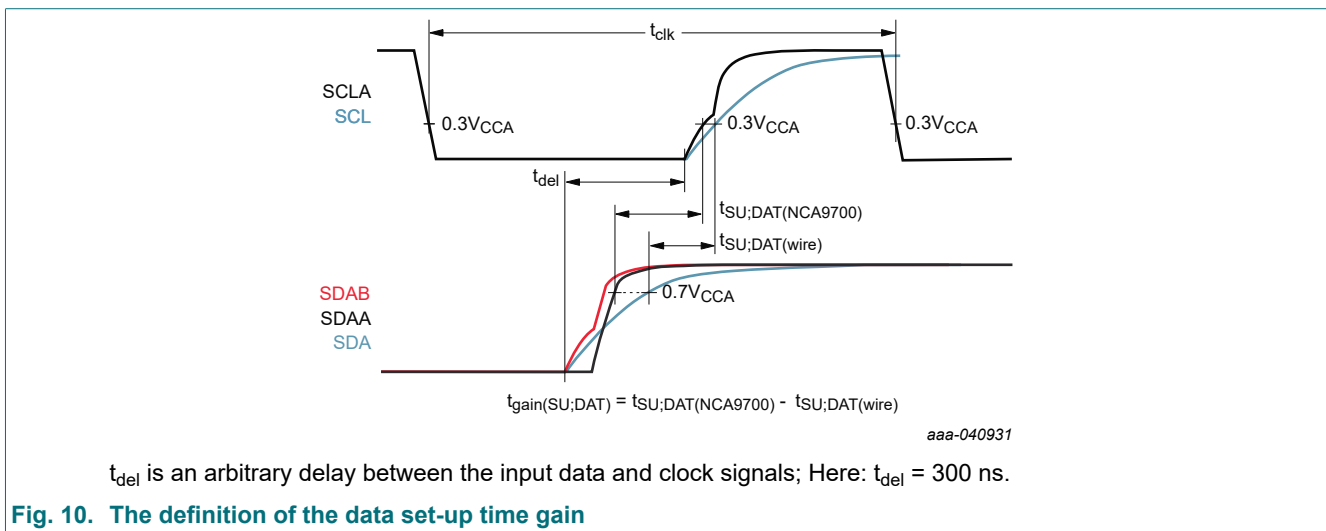 tclk
SCLA
SCL
0.3VCCA
0.3VCCA
0.3VCCA
tdel
tSU;DAT(NCA9700)
tSU;DAT(wire)
SDAB
SDAA
SDA
0.7VCCA
tgain(SU;DAT) = tSU;DAT(NCA9700) - tSU;DAT(wire)
aaa-040931
tdel is an arbitrary delay between the input data and clock signals; Here: tdel = 300 ns.
Fig. 10. The definition of the data set-up time gain